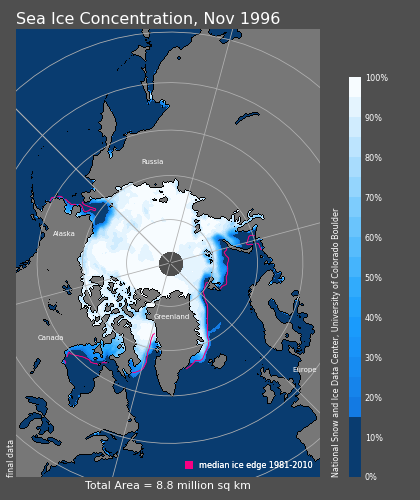 Sea Ice Concentration, Nov 1996
Russia
Alaska
Greenland
Canada
Europe
median ice edge 1981-2010
Total Area = 8.8 million sq km
final data
100%
90%
80%
70%
60%
50%
40%
30%
20%
10%
0%
National Snow and Ice Data Center, University of Colorado Boulder